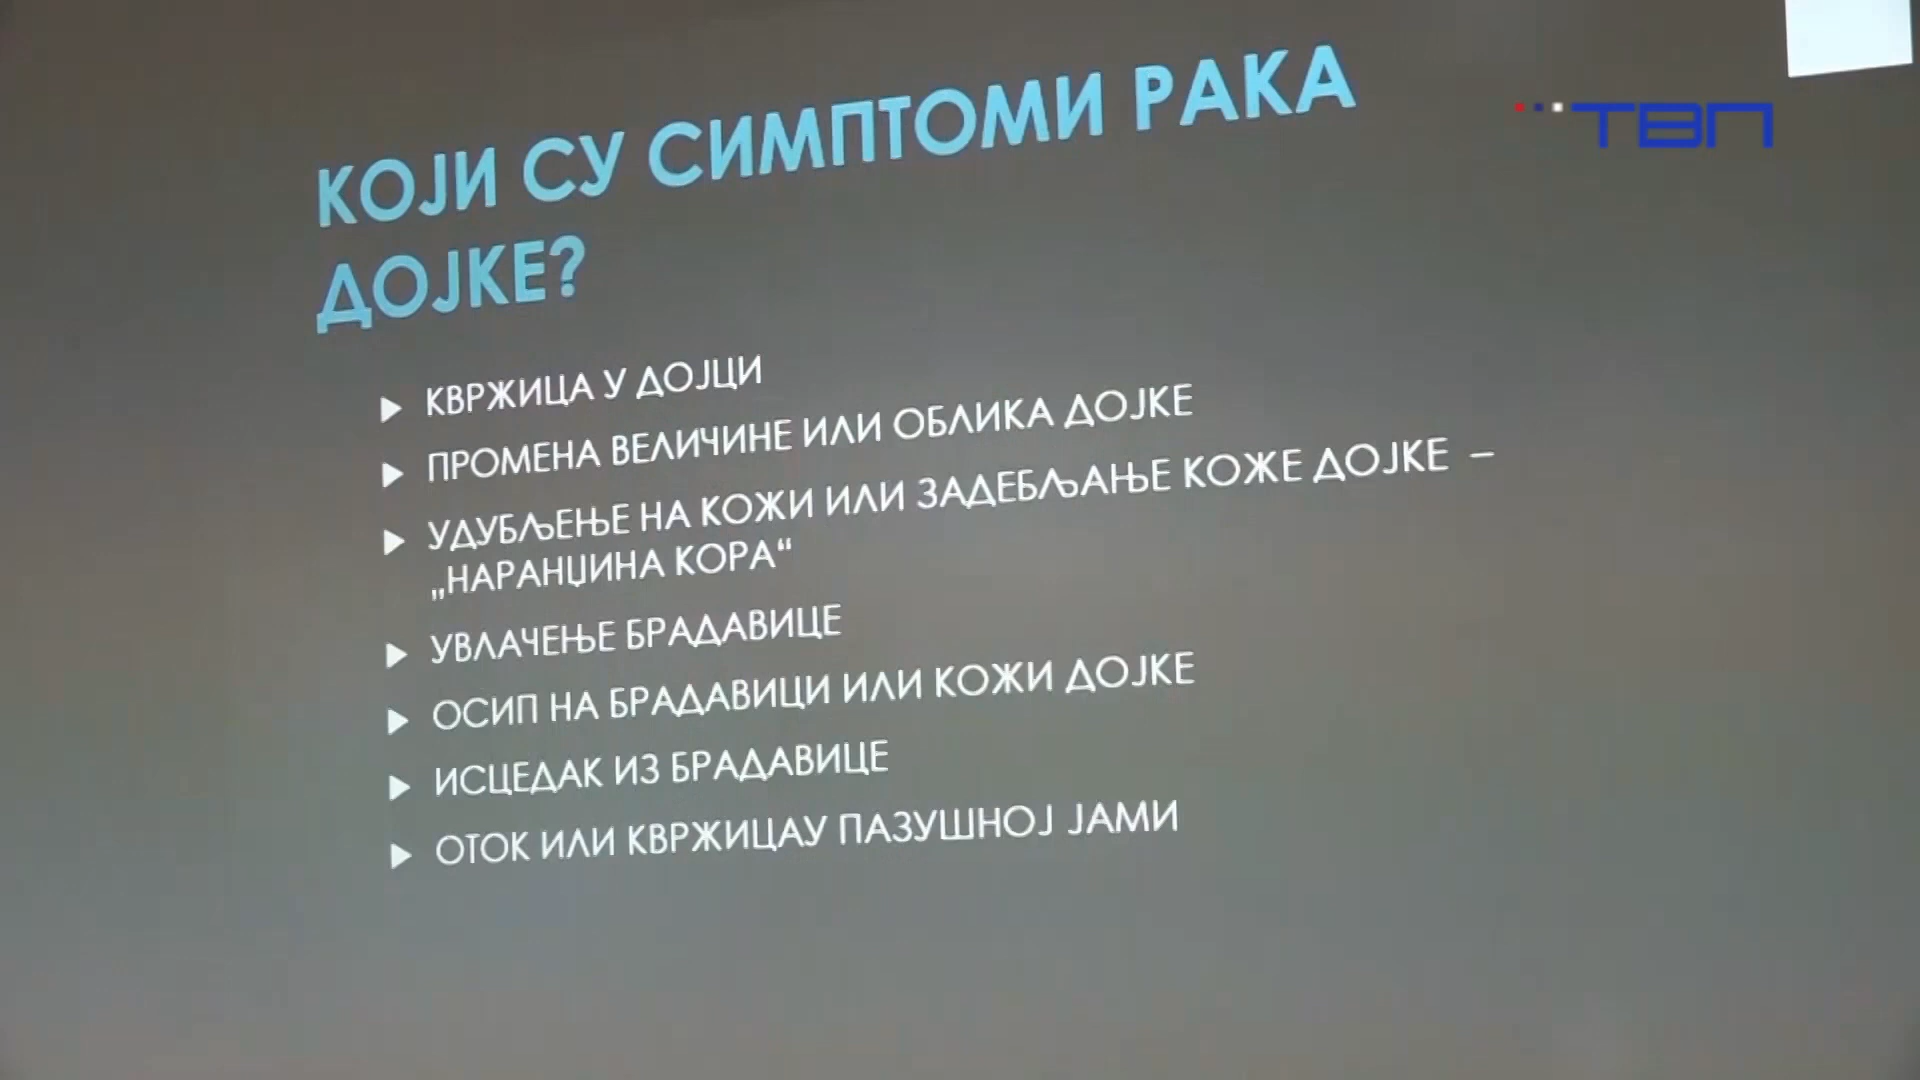 КОЈИ СУ СИМПТОМИ РАКА
ДОЈКЕ?
ТВП
КВРЖИЦА У ДОЈЦИ
ПРОМЕНА ВЕЛИЧИНЕ ИЛИ ОБЛИКА ДОЈКЕ
УДУБЉЕЊЕ НА КОЖИ ИЛИ ЗАДЕБЉАЊЕ КОЖЕ ДОЈКЕ –
„НАРАНЏИНА КОРА“
УВЛАЧЕЊЕ БРАДАВИЦЕ
ОСИП НА БРАДАВИЦИ ИЛИ КОЖИ ДОЈКЕ
ИСЦЕДАК ИЗ БРАДАВИЦЕ
ОТОК ИЛИ КВРЖИЦАУ ПАЗУШНОЈ ЈАМИ